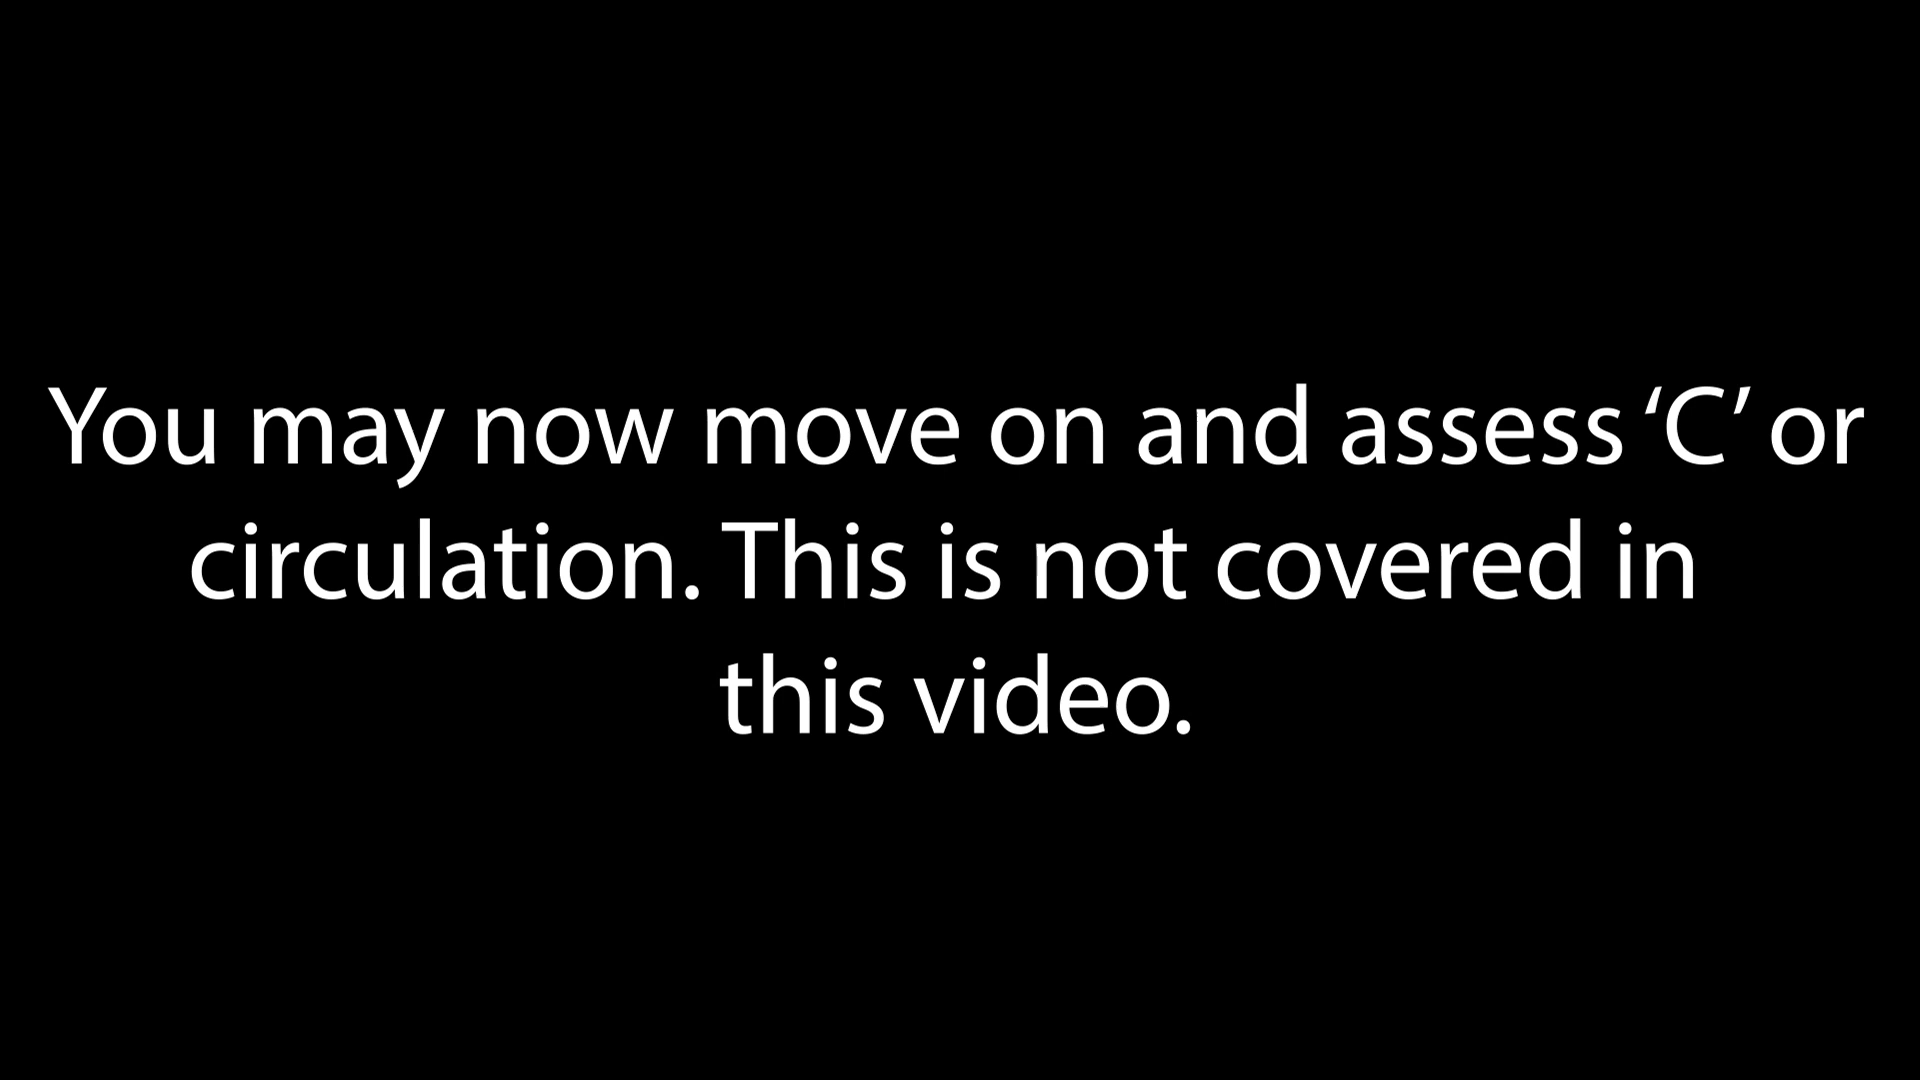 You may now move on and assess ‘C’ or
circulation. This is not covered in
this video.